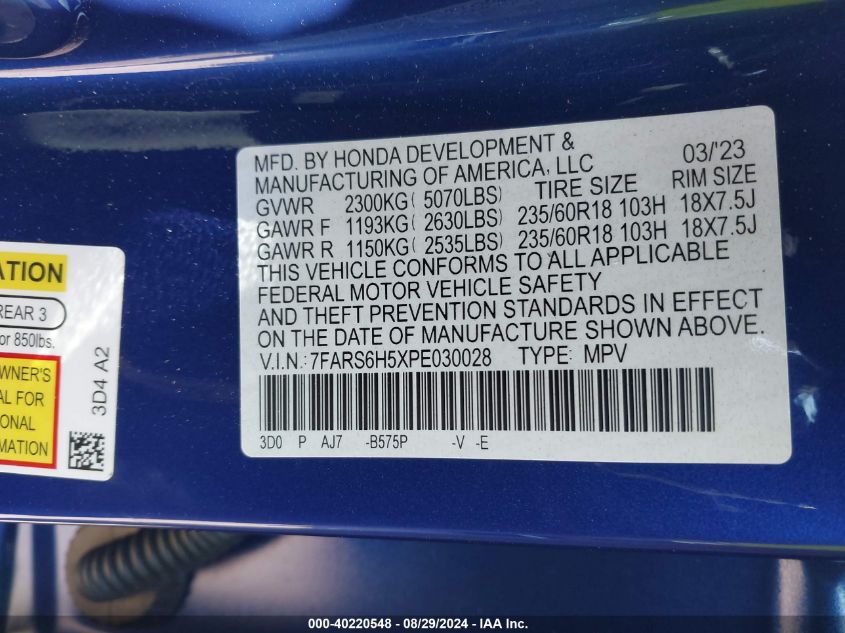 MFD. BY HONDA DEVELOPMENT & 03/'23
MANUFACTURING OF AMERICA, LLC
GVWR 2300KG( 5070LBS) TIRE SIZE RIM SIZE
GAWR F 1193KG( 2630LBS) 235/60R18 103H 18X7.5J
GAWR R 1150KG( 2535LBS) 235/60R18 103H 18X7.5J
THIS VEHICLE CONFORMS TO ALL APPLICABLE
FEDERAL MOTOR VEHICLE SAFETY
AND THEFT PREVENTION STANDARDS IN EFFECT
ON THE DATE OF MANUFACTURE SHOWN ABOVE.
V.I.N.: 7FARS6H5XPE030028 TYPE: MPV
3D0 P AJ7 -B575P -V -E
ATION
REAR 3
or 850lbs.
WNER'S
AL FOR
ONAL
MATION
3D4 A2
000-40220548 - 08/29/2024 - IAA Inc.